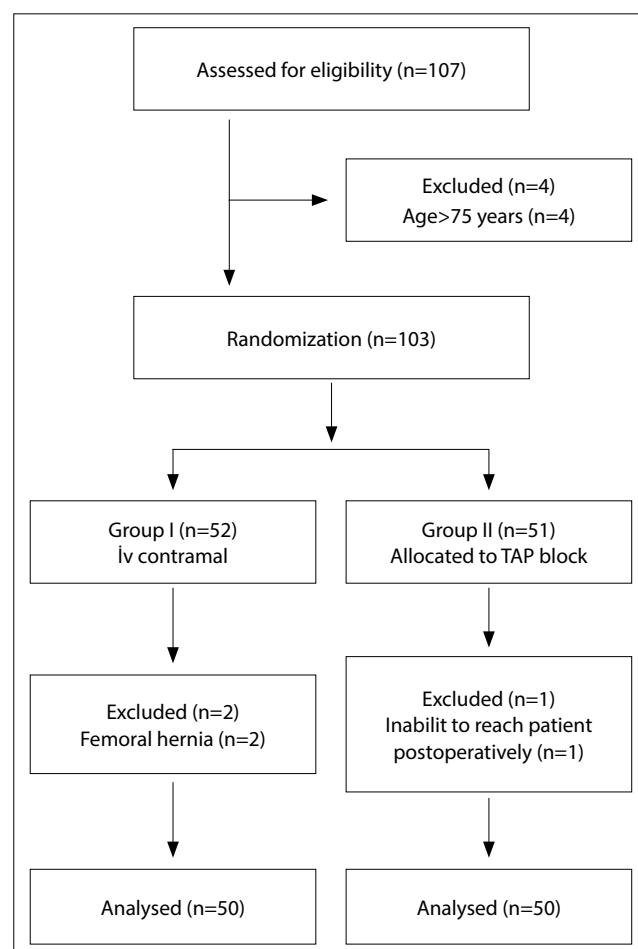 Assessed for eligibility (n=107)
Excluded (n=4)
Age>75 years (n=4)
Randomization (n=103)
Group I (n=52)
İv contramal
Group II (n=51)
Allocated to TAP block
Excluded (n=2)
Femoral hernia (n=2)
Excluded (n=1)
Inabilit to reach patient
postoperatively (n=1)
Analysed (n=50)
Analysed (n=50)